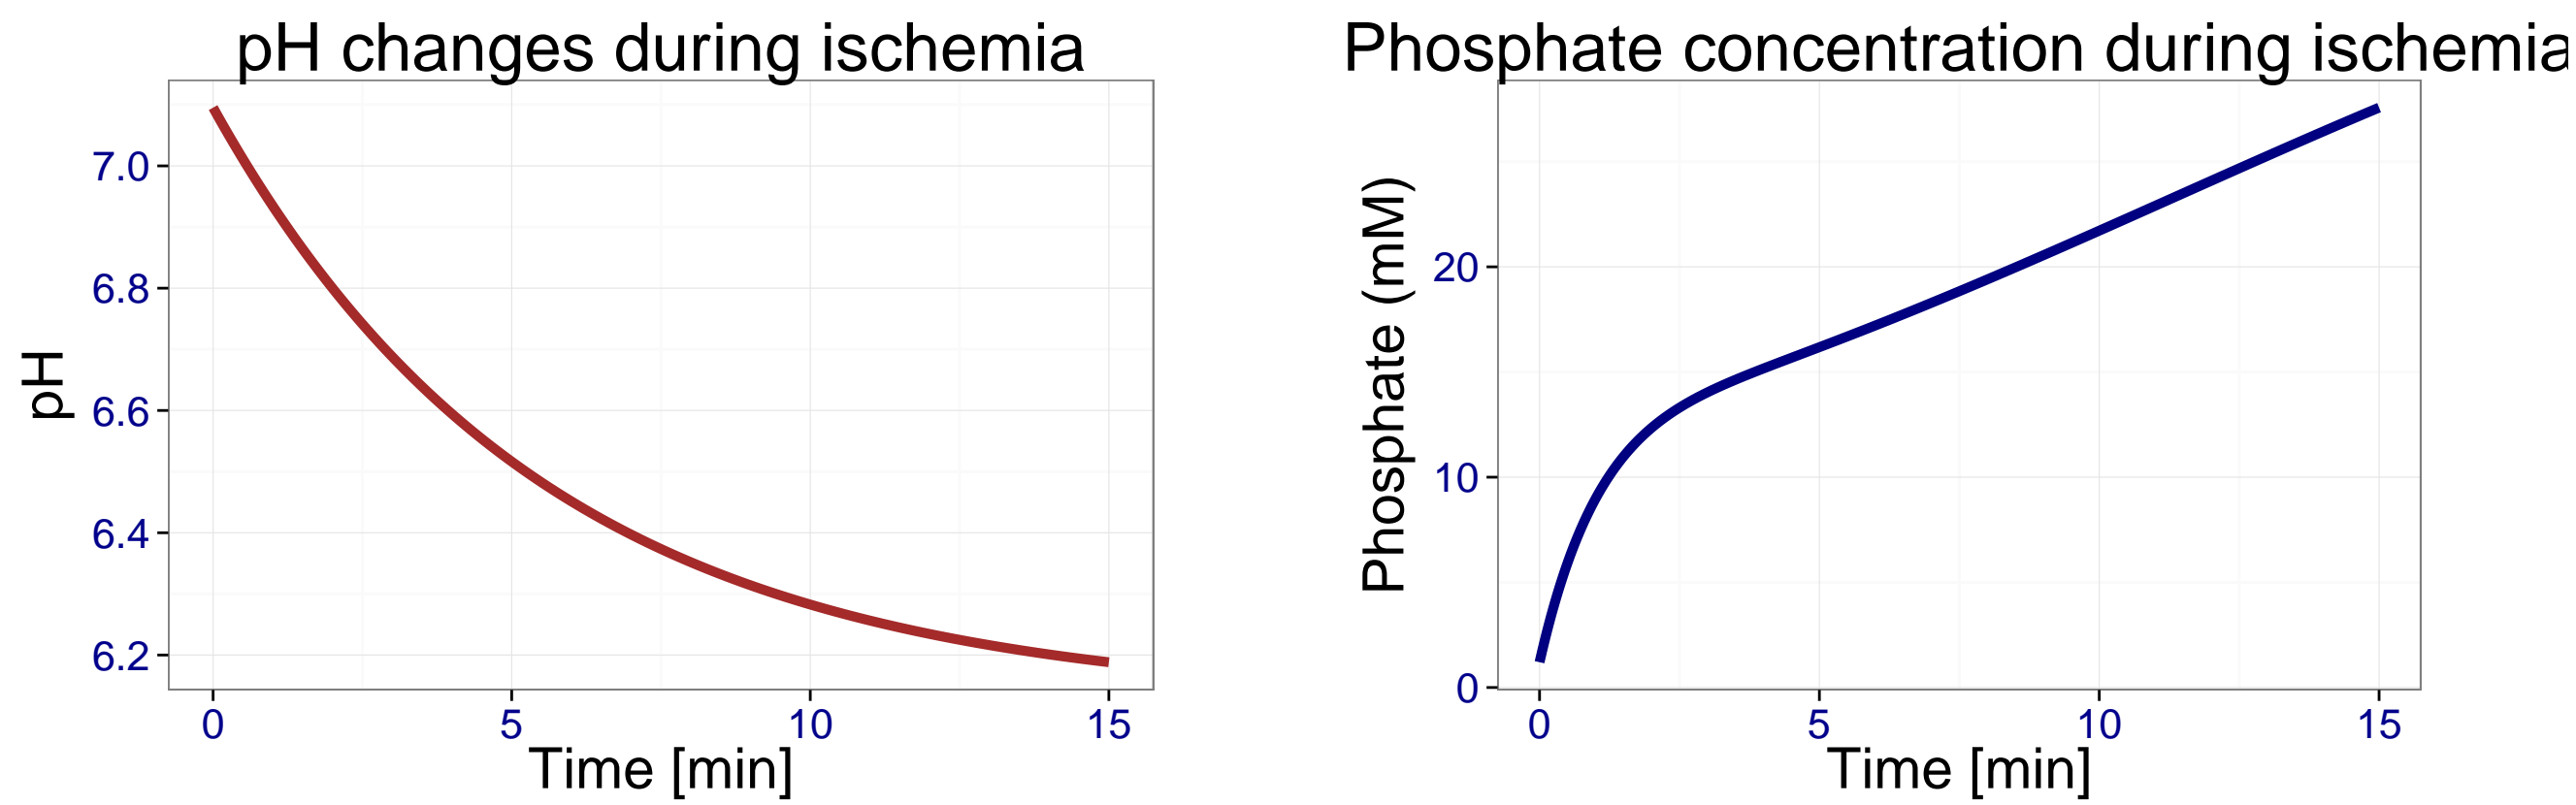 pH changes during ischemia
pH
7.0
6.8
6.6
6.4
6.2
0 5 10 15
Time [min]
Phosphate concentration during ischemia
Phosphate (mM)
20
10
0
0 5 10 15
Time [min]